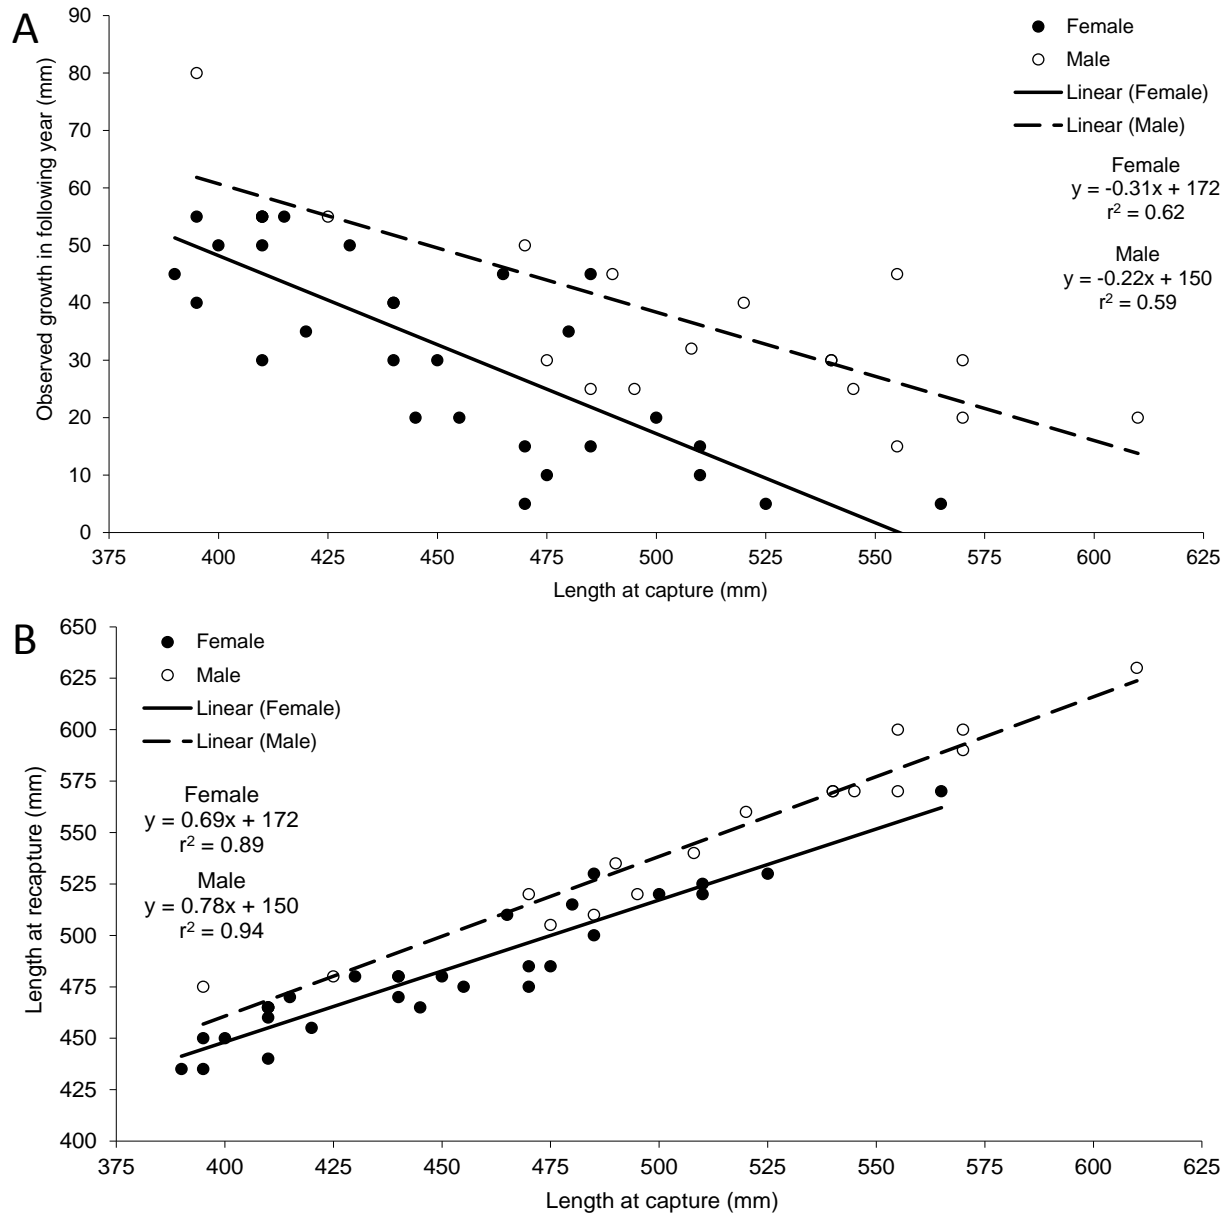 A
90
80
70
60
50
40
30
20
10
0
Observed growth in following year (mm)
375 400 425 450 475 500 525 550 575 600 625
Length at capture (mm)
Female
Male
Linear (Female)
Linear (Male)
Female
y = -0.31x + 172
r² = 0.62
Male
y = -0.22x + 150
r² = 0.59
B
650
625
600
575
550
525
500
475
450
425
400
Length at recapture (mm)
Female
Male
Linear (Female)
Linear (Male)
Female
y = 0.69x + 172
r² = 0.89
Male
y = 0.78x + 150
r² = 0.94
375 400 425 450 475 500 525 550 575 600 625
Length at capture (mm)